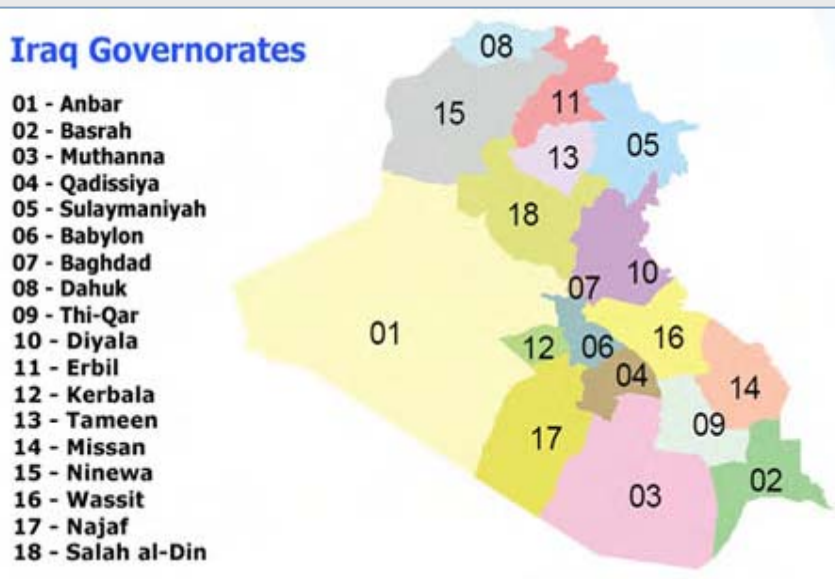 Iraq Governorates
01 - Anbar
02 - Basrah
03 - Muthanna
04 - Qadissiya
05 - Sulaymaniyah
06 - Babylon
07 - Baghdad
08 - Dahuk
09 - Thi-Qar
10 - Diyala
11 - Erbil
12 - Kerbala
13 - Tameen
14 - Missan
15 - Ninewa
16 - Wassit
17 - Najaf
18 - Salah al-Din
08
15
11
13
05
18
07
10
01
12
06
16
04
14
09
17
03
02